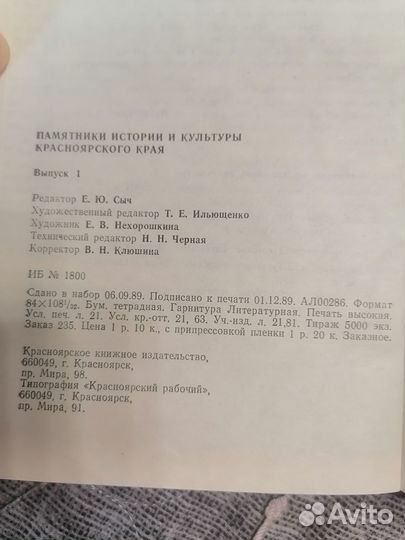 ПАМЯТНИКИ ИСТОРИИ И КУЛЬТУРЫ
КРАСНОЯРСКОГО КРАЯ
Выпуск 1
Редактор Е. Ю. Сыч
Художественный редактор Т. Е. Ильющенко
Художник Е. В. Нехорошкина
Технический редактор Н. Н. Черная
Корректор В. Н. Клюшина
ИБ № 1800
Сдано в набор 06.09.89. Подписано к печати 01.12.89. АЛ00286. Формат
84×108¹/₃₂. Бум. тетрадная. Гарнитура Литературная. Печать высокая.
Усл. печ. л. 21. Усл. кр.-отт. 21, 63. Уч.-изд. л. 21,81. Тираж 5000 экз.
Заказ 235. Цена 1 р. 10 к., с припрессовкой пленки 1 р. 20 к. Заказное.
Красноярское книжное издательство,
660049, г. Красноярск,
пр. Мира, 98.
Типография «Красноярский рабочий»,
660049, г. Красноярск,
пр. Мира, 91.
Avito